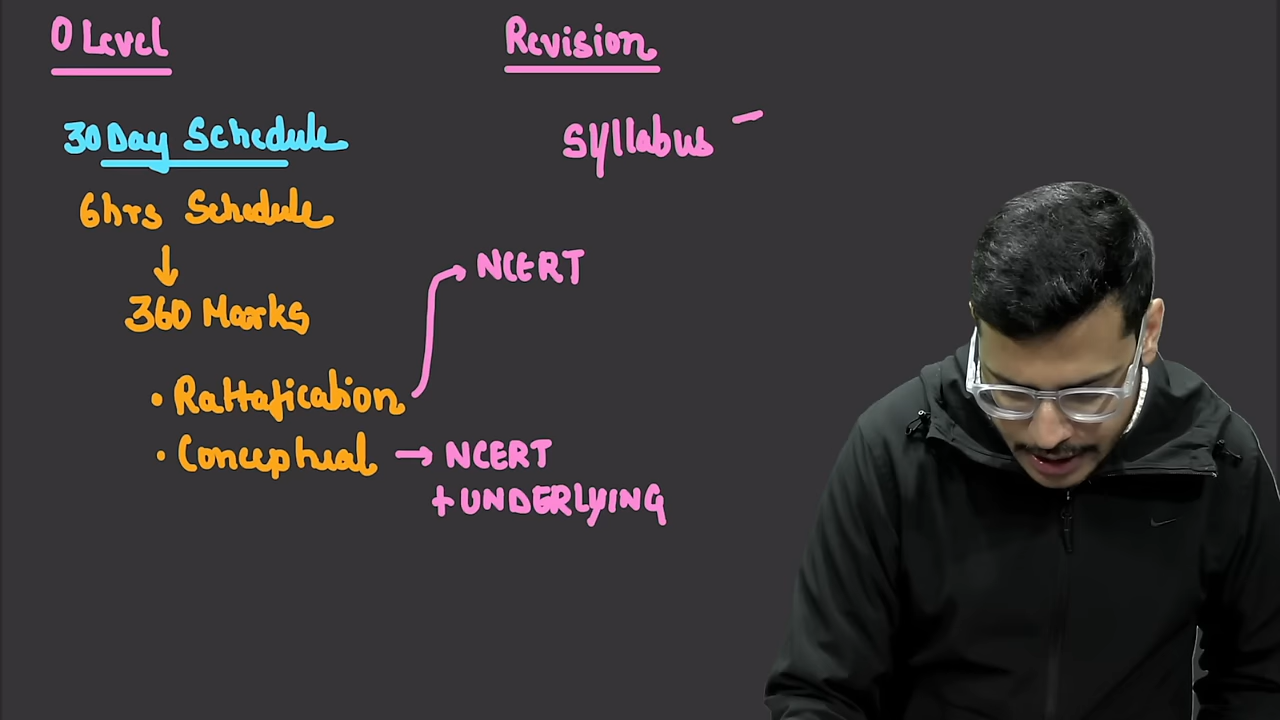 0 Level
Revision
30 Day Schedule
Syllabus -
6hrs Schedule
↓
360 Marks
→ NCERT
• Rattafication
• Conceptual → NCERT
+ UNDERLYING